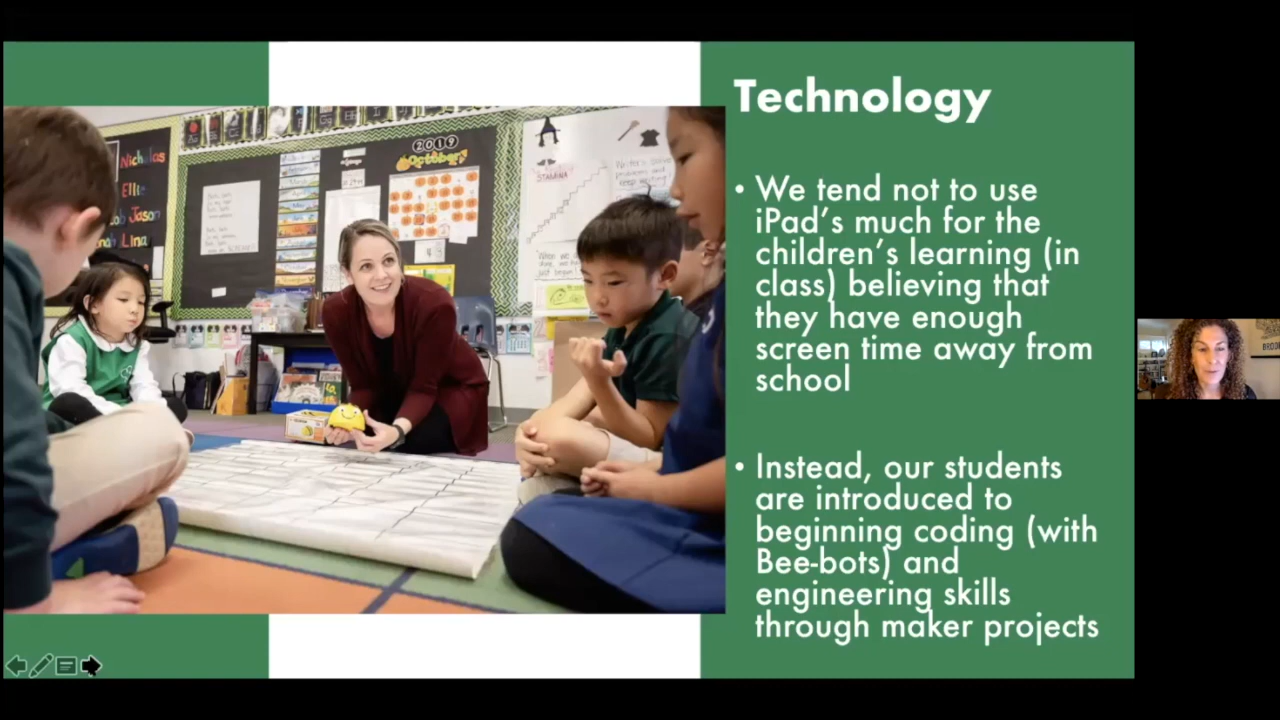 Technology
• We tend not to use
iPad's much for the
children's learning (in
class) believing that
they have enough
screen time away from
school
• Instead, our students
are introduced to
beginning coding (with
Bee-bots) and
engineering skills
through maker projects
Nicholas
Ellie
Jason
Lina
2019
October
STAMINA
BROO